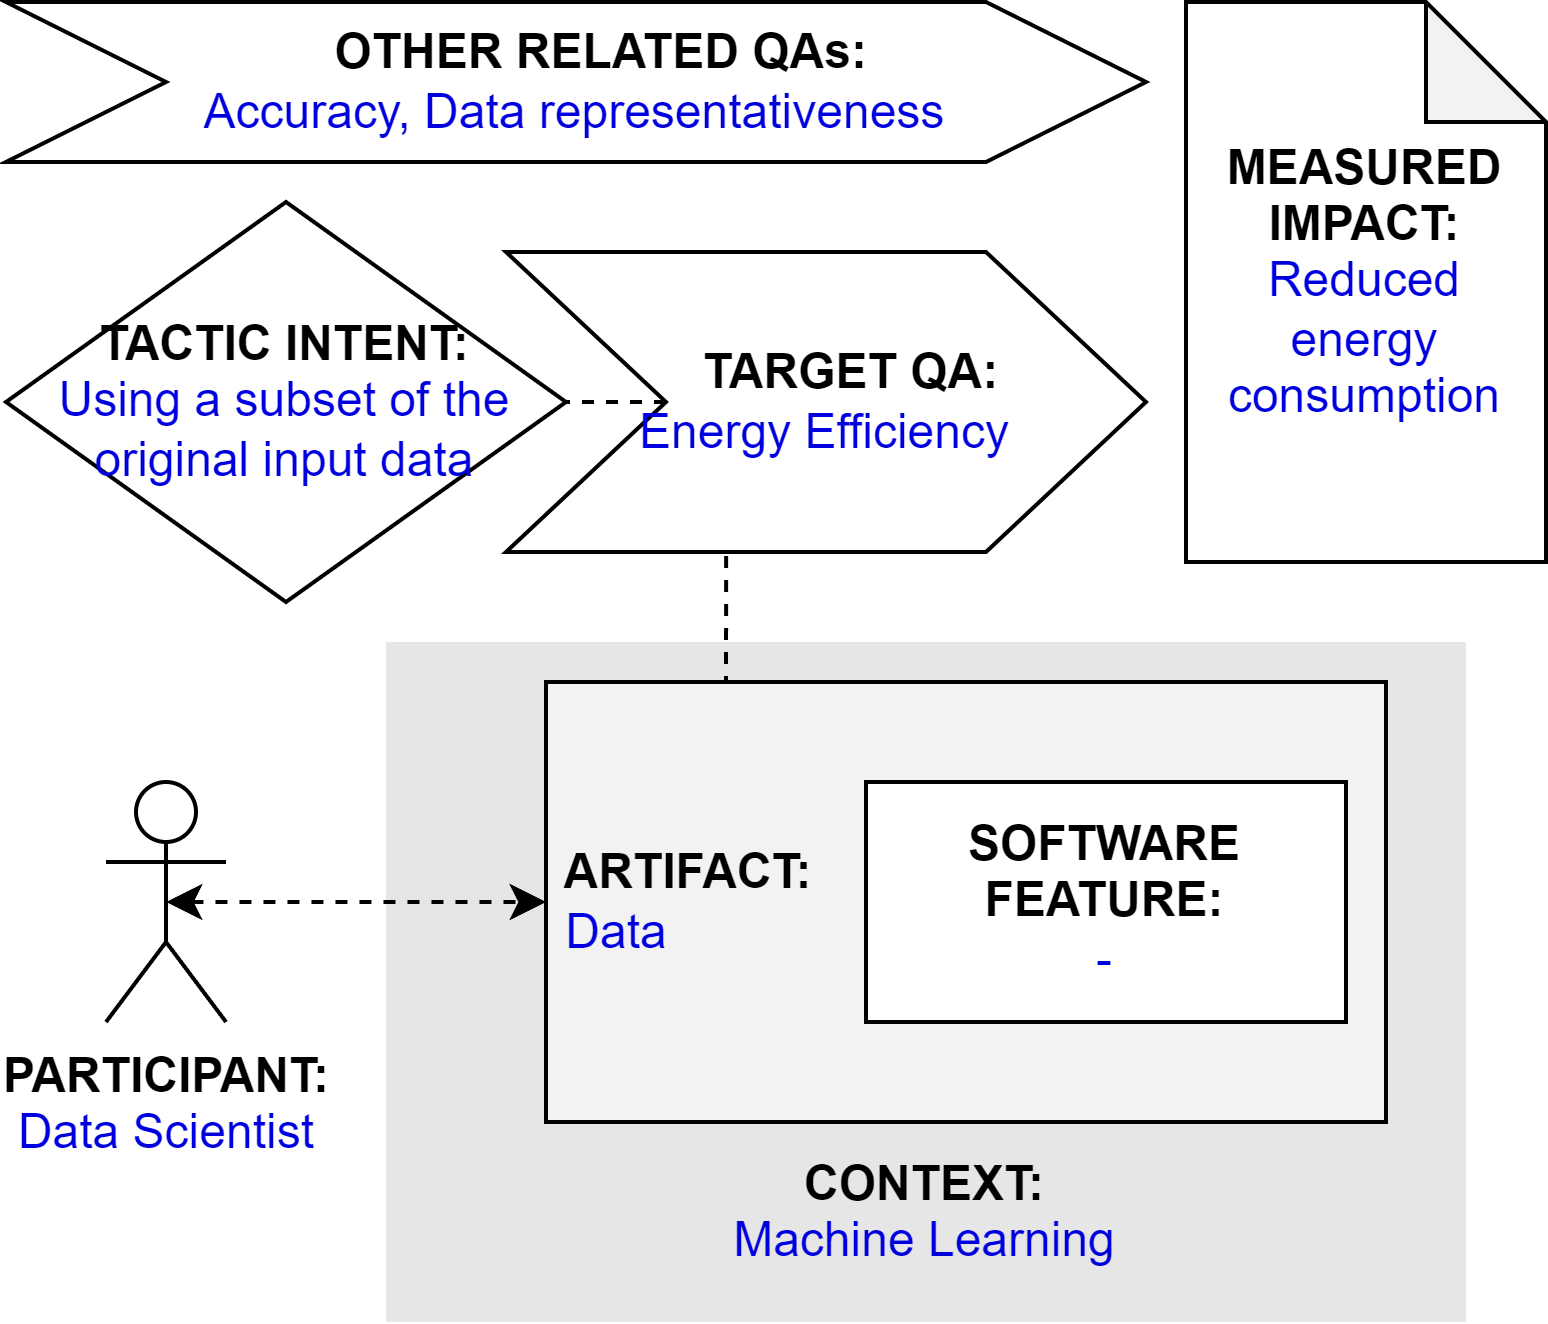 OTHER RELATED QAs:
Accuracy, Data representativeness
MEASURED
IMPACT:
Reduced
energy
consumption
TACTIC INTENT:
Using a subset of the
original input data
TARGET QA:
Energy Efficiency
SOFTWARE
FEATURE:
-
ARTIFACT:
Data
PARTICIPANT:
Data Scientist
CONTEXT:
Machine Learning